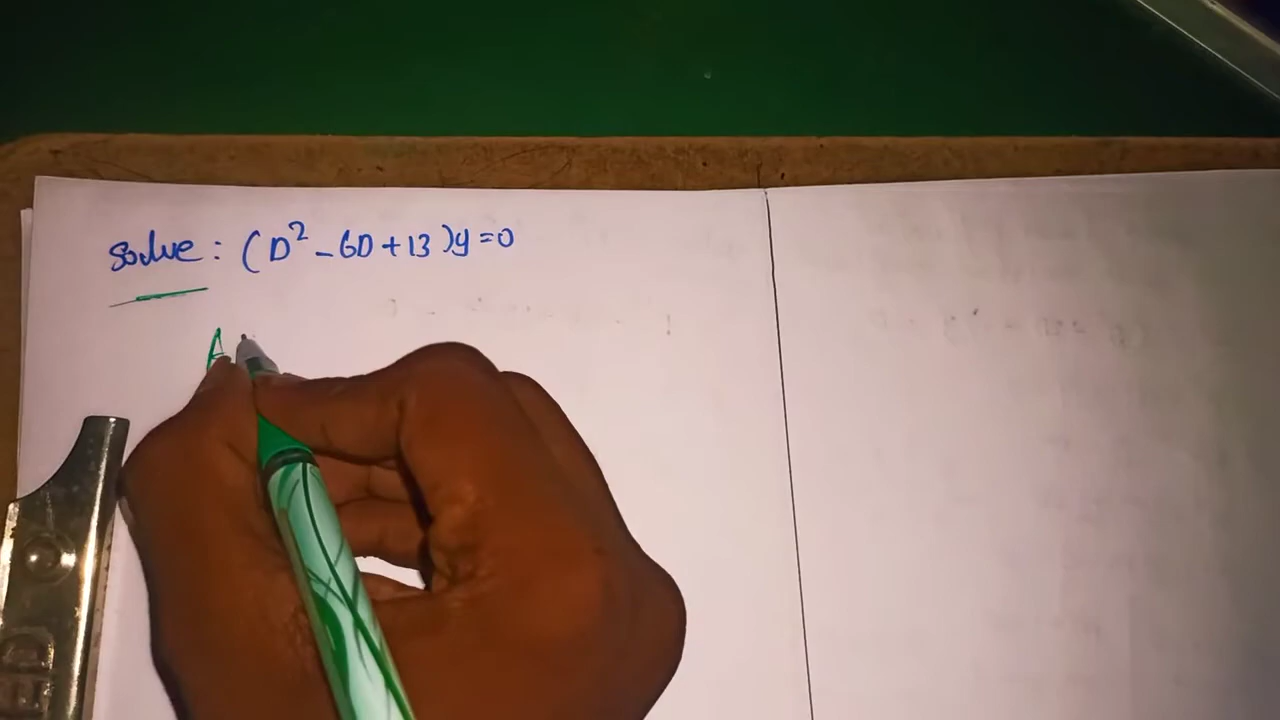 solve : (D² - 6D + 13)y = 0
A